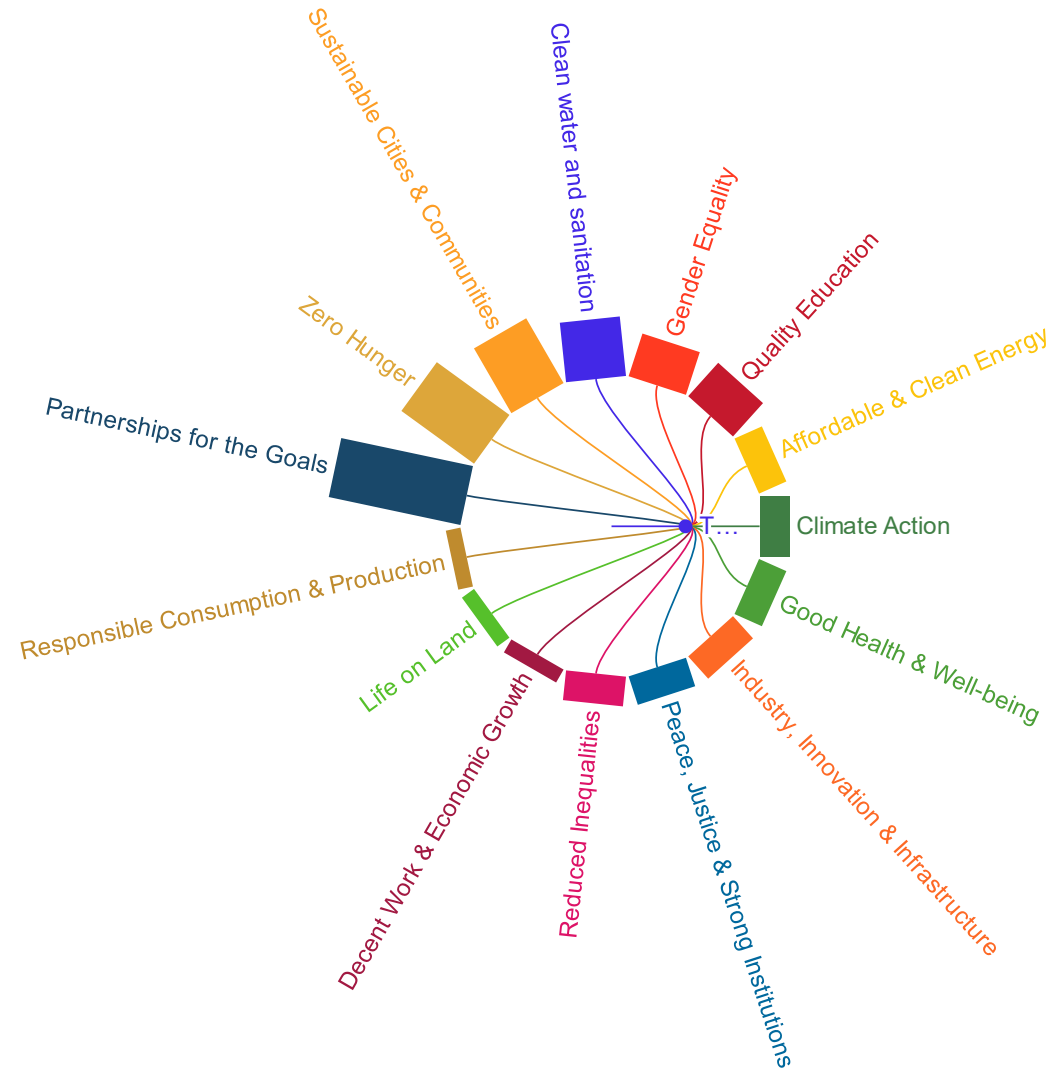 Sustainable Cities & Communities
Clean water and sanitation
Gender Equality
Quality Education
Zero Hunger
Affordable & Clean Energy
Partnerships for the Goals
T...
Climate Action
Responsible Consumption & Production
Good Health & Well-being
Life on Land
Industry, Innovation & Infrastructure
Decent Work & Economic Growth
Reduced Inequalities
Peace, Justice & Strong Institutions